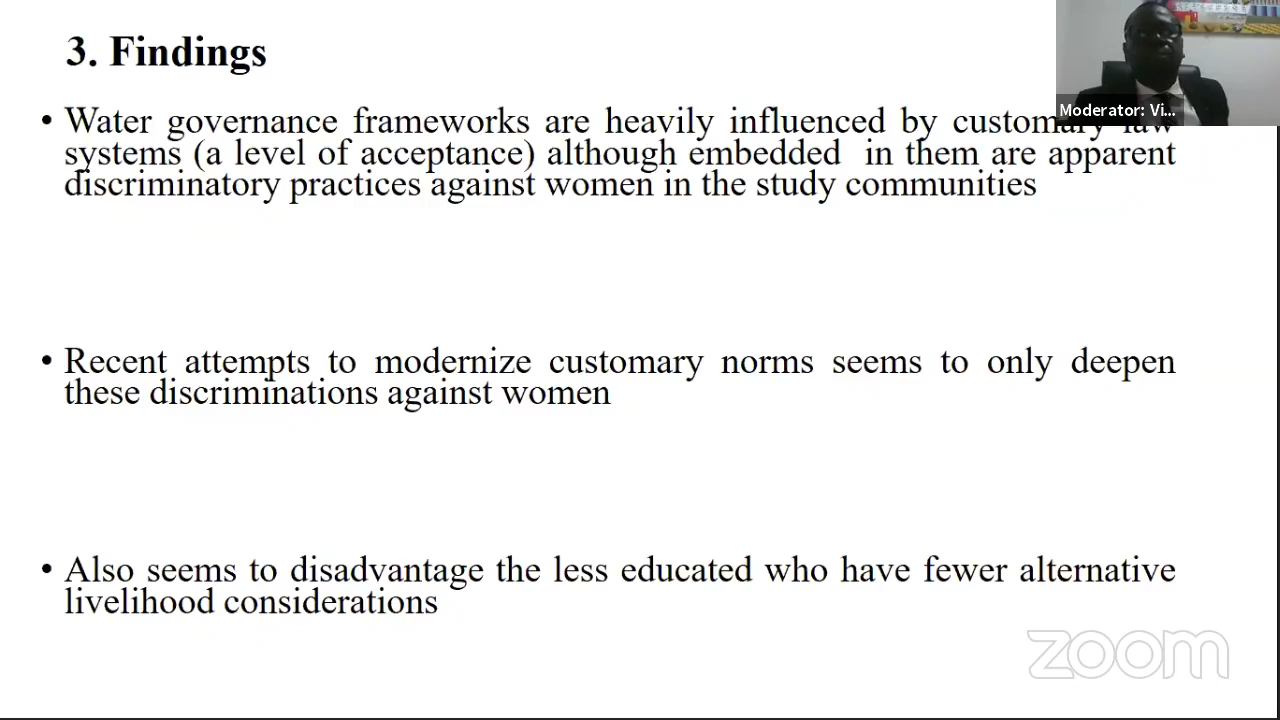 3. Findings
Moderator: Vi...
• Water governance frameworks are heavily influenced by customary law
systems (a level of acceptance) although embedded in them are apparent
discriminatory practices against women in the study communities
• Recent attempts to modernize customary norms seems to only deepen
these discriminations against women
• Also seems to disadvantage the less educated who have fewer alternative
livelihood considerations
zoom